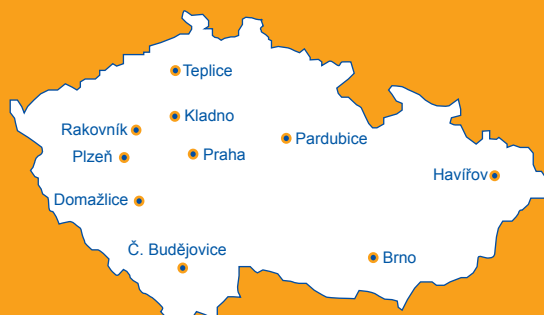 Teplice
Kladno
Rakovník
Pardubice
Plzeň
Praha
Havířov
Domažlice
Č. Budějovice
Brno